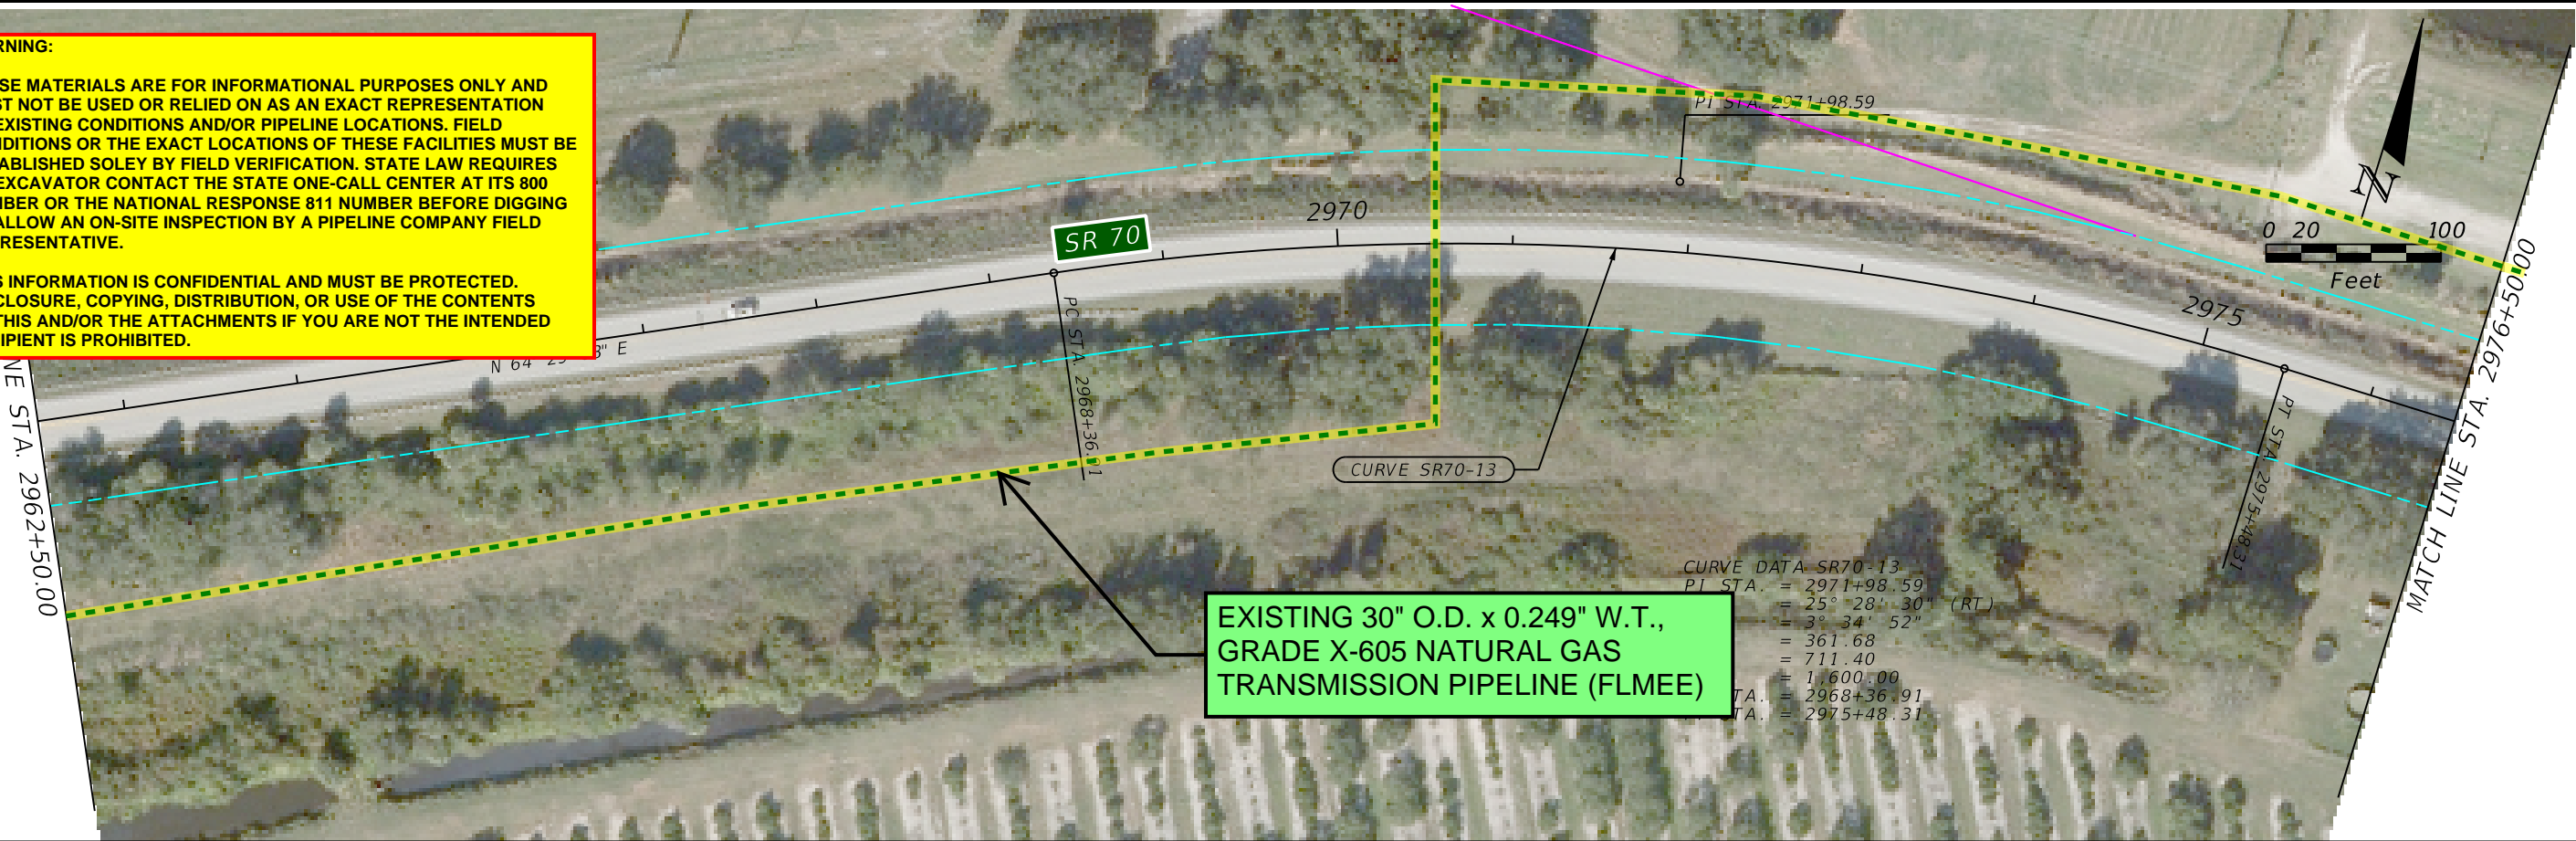 RNING:
SE MATERIALS ARE FOR INFORMATIONAL PURPOSES ONLY AND
ST NOT BE USED OR RELIED ON AS AN EXACT REPRESENTATION
EXISTING CONDITIONS AND/OR PIPELINE LOCATIONS. FIELD
NDITIONS OR THE EXACT LOCATIONS OF THESE FACILITIES MUST BE
ABLISHED SOLEY BY FIELD VERIFICATION. STATE LAW REQUIRES
EXCAVATOR CONTACT THE STATE ONE-CALL CENTER AT ITS 800
MBER OR THE NATIONAL RESPONSE 811 NUMBER BEFORE DIGGING
ALLOW AN ON-SITE INSPECTION BY A PIPELINE COMPANY FIELD
PRESENTATIVE.
S INFORMATION IS CONFIDENTIAL AND MUST BE PROTECTED.
CLOSURE, COPYING, DISTRIBUTION, OR USE OF THE CONTENTS
THIS AND/OR THE ATTACHMENTS IF YOU ARE NOT THE INTENDED
CIPIENT IS PROHIBITED.
NE STA. 2962+50.00
N 64° 29' 8" E
SR 70
PC STA. 2968+36.91
2970
PI STA. 2971+98.59
CURVE SR70-13
2975
PT STA. 2975+48.31
N
0 20 100
Feet
MATCH LINE STA. 2976+50.00
EXISTING 30" O.D. x 0.249" W.T.,
GRADE X-605 NATURAL GAS
TRANSMISSION PIPELINE (FLMEE)
CURVE DATA SR70-13
PI STA. = 2971+98.59
= 25° 28' 30" (RT)
= 3° 34' 52"
= 361.68
= 711.40
= 1,600.00
TA. = 2968+36.91
STA. = 2975+48.31